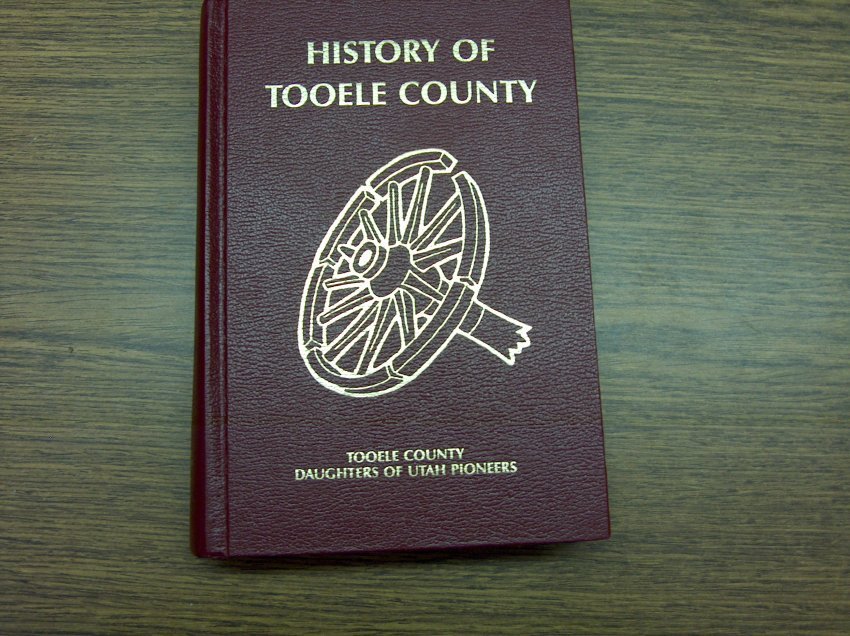 HISTORY OF
TOOELE COUNTY
TOOELE COUNTY
DAUGHTERS OF UTAH PIONEERS